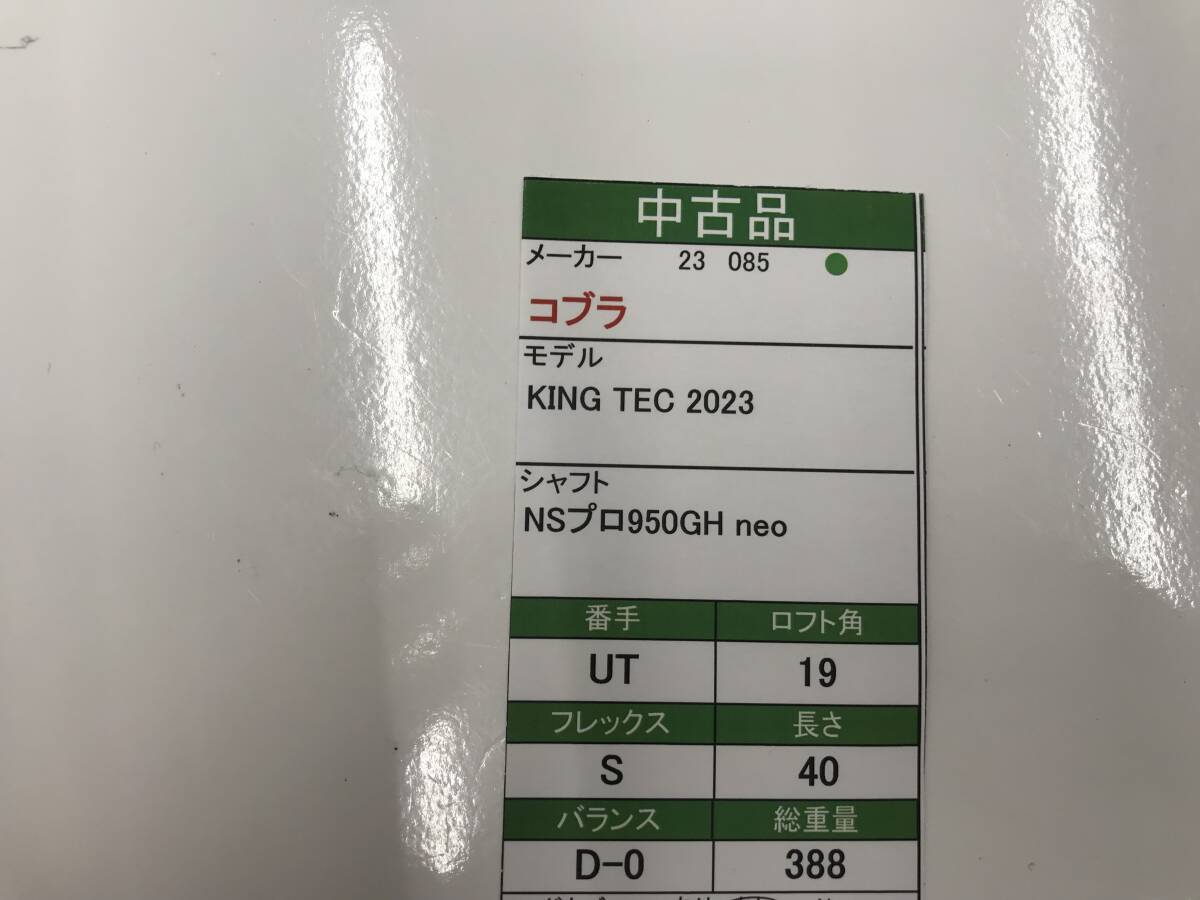 中古品
メーカー 23 085 ●
コブラ
モデル
KING TEC 2023
シャフト
NSプロ950GH neo
番手 ロフト角
UT 19
フレックス 長さ
S 40
バランス 総重量
D-0 388